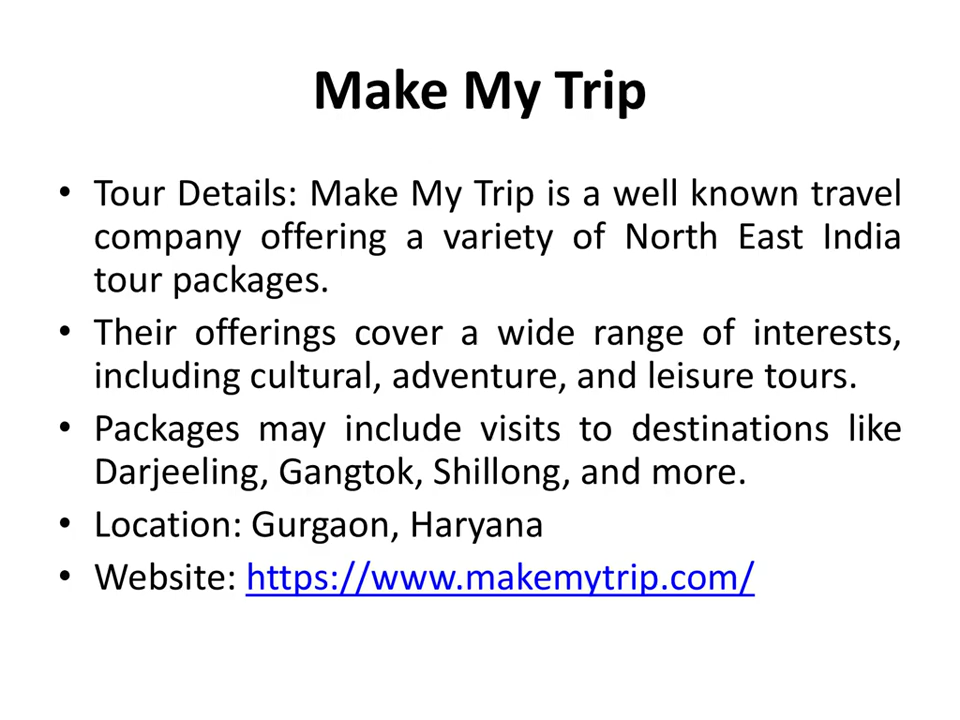 Make My Trip
• Tour Details: Make My Trip is a well known travel
company offering a variety of North East India
tour packages.
• Their offerings cover a wide range of interests,
including cultural, adventure, and leisure tours.
• Packages may include visits to destinations like
Darjeeling, Gangtok, Shillong, and more.
• Location: Gurgaon, Haryana
• Website: https://www.makemytrip.com/